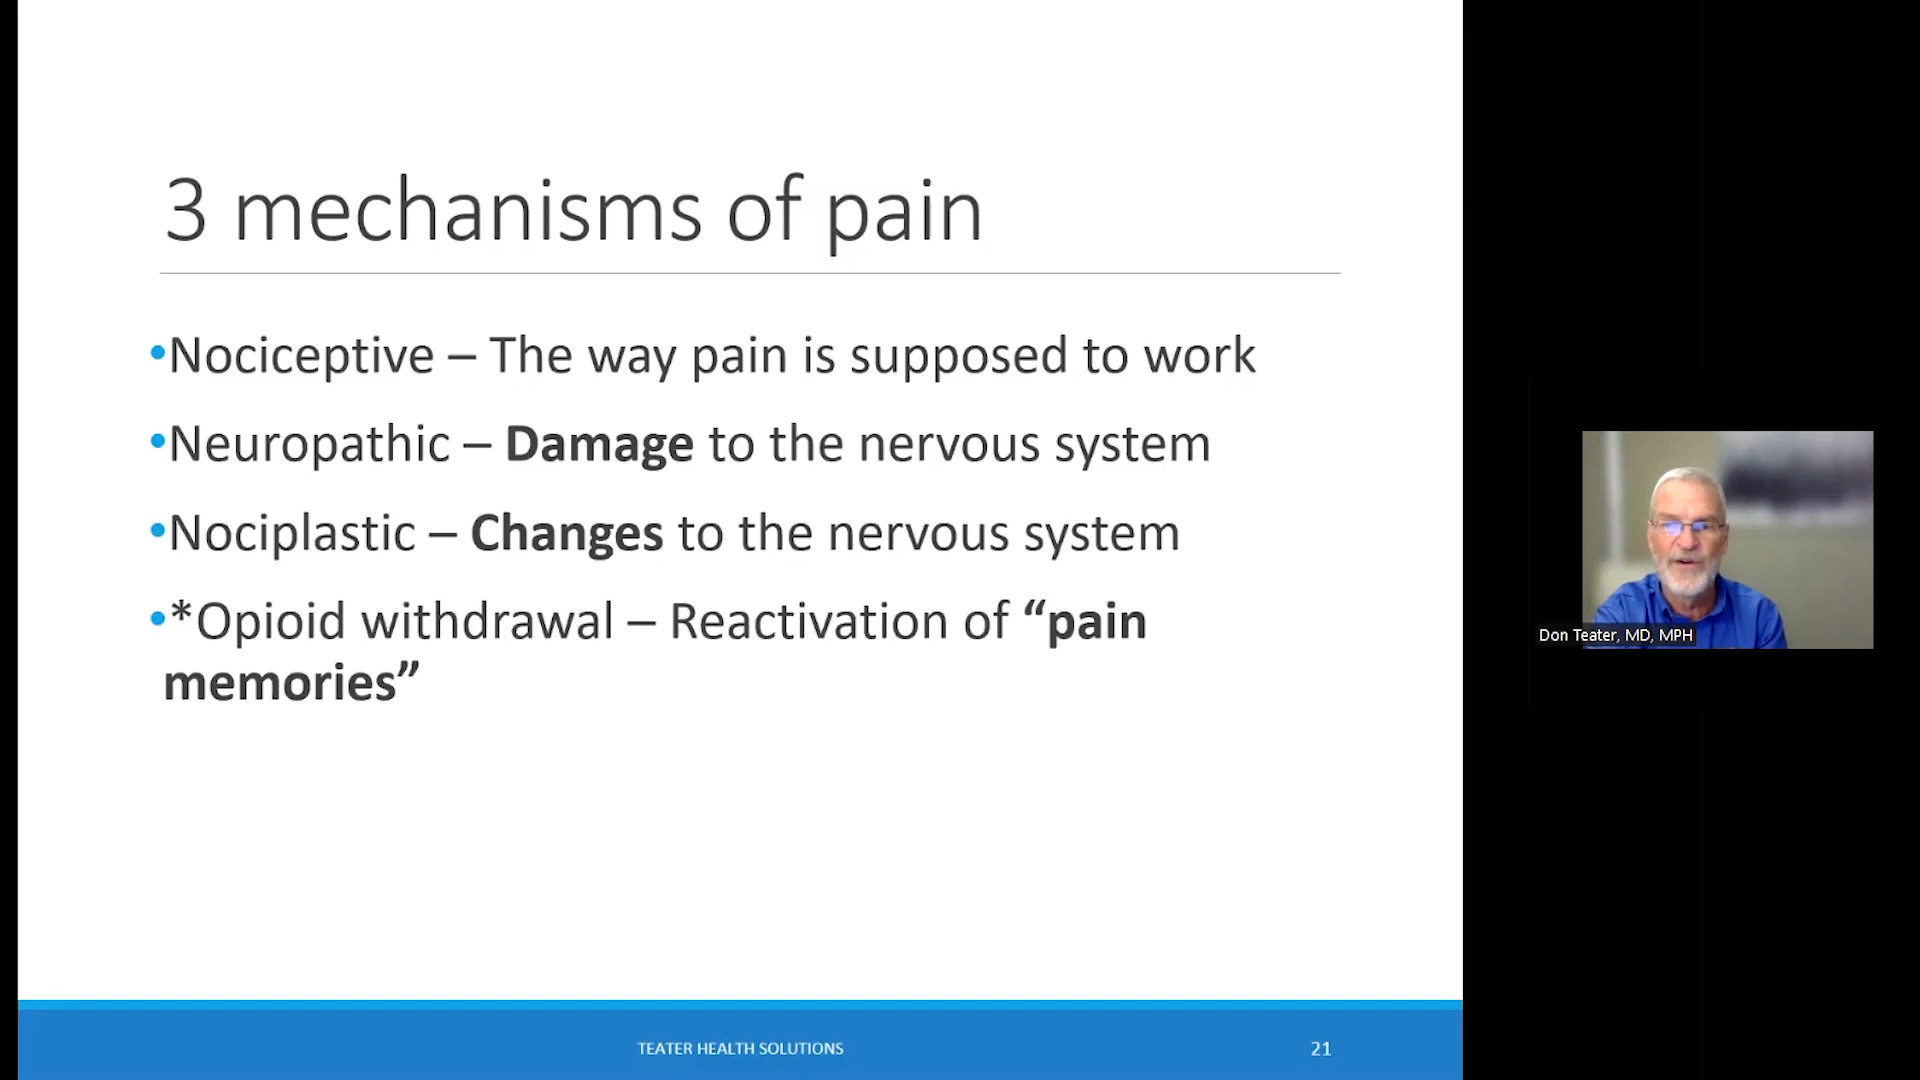 3 mechanisms of pain
•Nociceptive – The way pain is supposed to work
•Neuropathic – Damage to the nervous system
•Nociplastic – Changes to the nervous system
•*Opioid withdrawal – Reactivation of “pain
memories”
Don Teater, MD, MPH
TEATER HEALTH SOLUTIONS
21